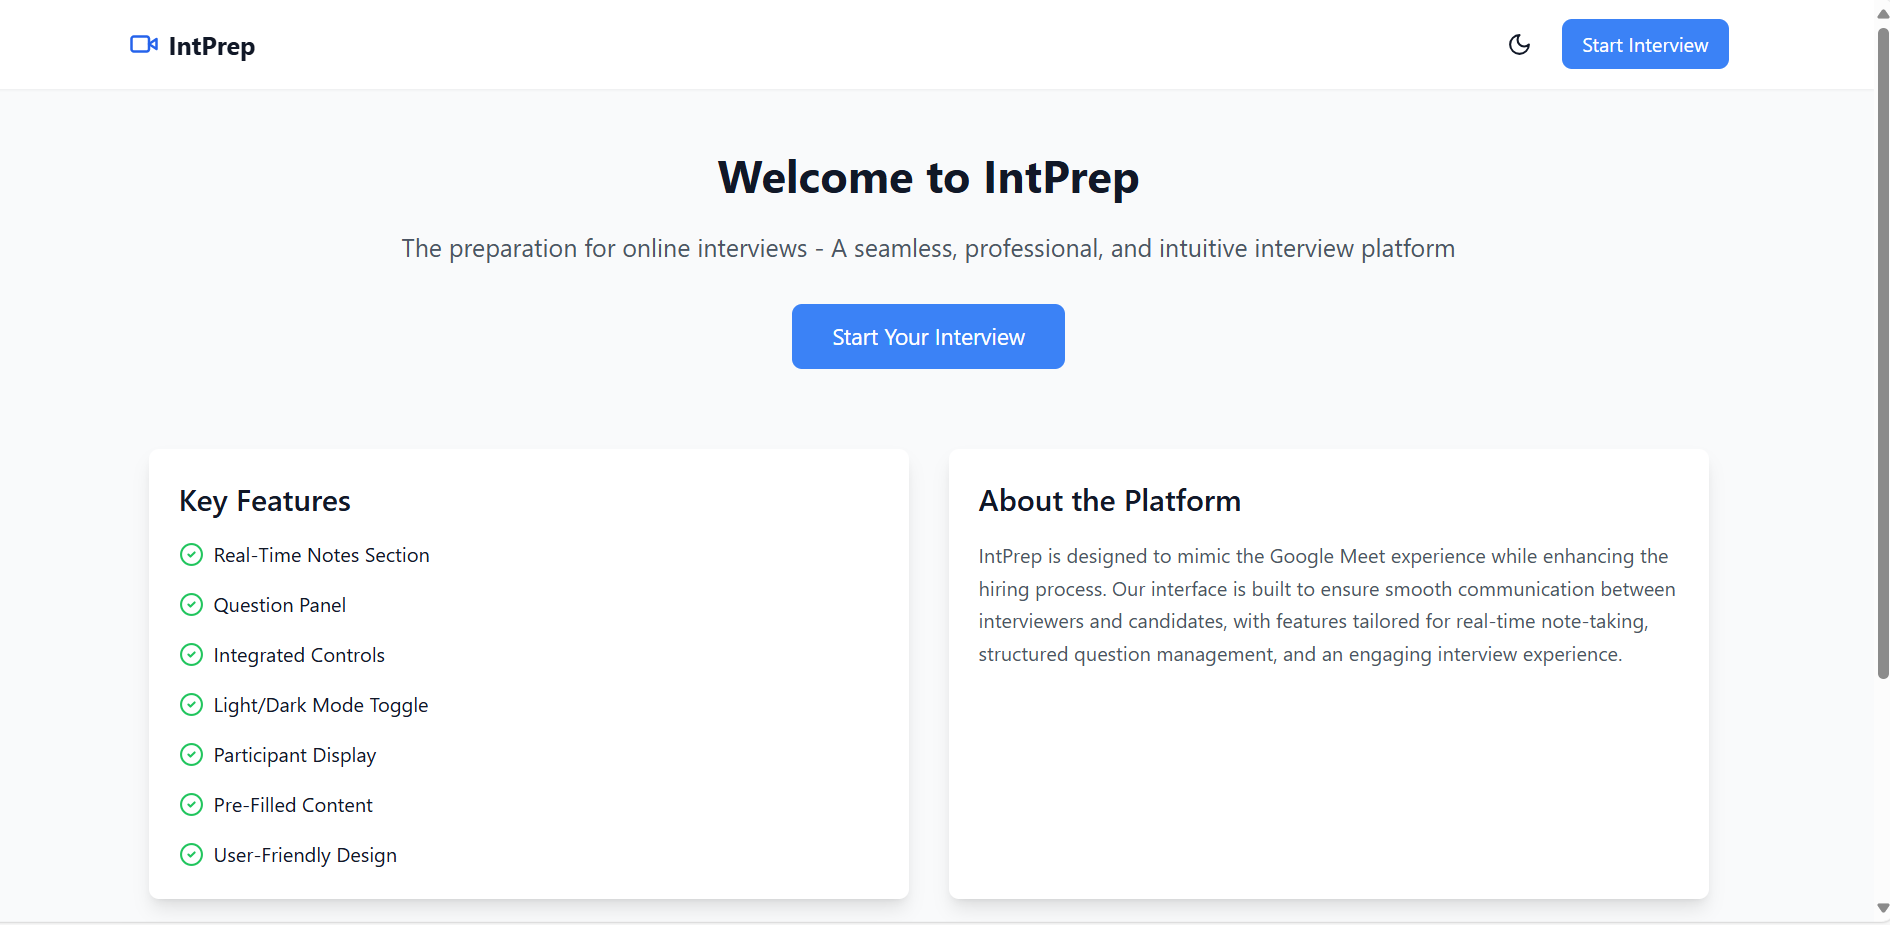 IntPrep
Start Interview
Welcome to IntPrep
The preparation for online interviews - A seamless, professional, and intuitive interview platform
Start Your Interview
Key Features
Real-Time Notes Section
Question Panel
Integrated Controls
Light/Dark Mode Toggle
Participant Display
Pre-Filled Content
User-Friendly Design
About the Platform
IntPrep is designed to mimic the Google Meet experience while enhancing the
hiring process. Our interface is built to ensure smooth communication between
interviewers and candidates, with features tailored for real-time note-taking,
structured question management, and an engaging interview experience.